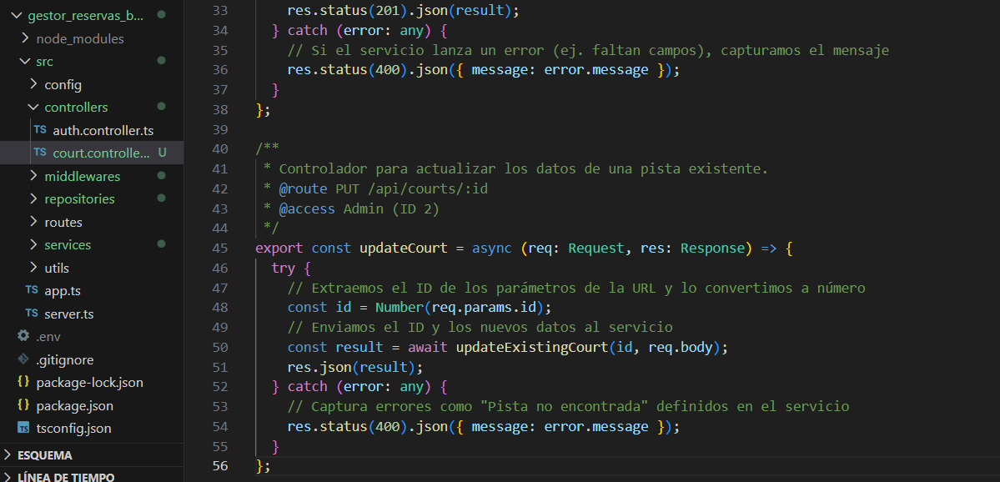 gestor_reservas_b...
node_modules
src
config
controllers
TS auth.controller.ts
TS court.controlle... U
middlewares
repositories
routes
services
utils
TS app.ts
TS server.ts
.env
.gitignore
{} package-lock.json
{} package.json
TS tsconfig.json
ESQUEMA
LÍNEA DE TIEMPO
33 res.status(201).json(result);
34 } catch (error: any) {
35 // Si el servicio lanza un error (ej. faltan campos), capturamos el mensaje
36 res.status(400).json({ message: error.message });
37 }
38 };
39
40 /**
41 * Controlador para actualizar los datos de una pista existente.
42 * @route PUT /api/courts/:id
43 * @access Admin (ID 2)
44 */
45 export const updateCourt = async (req: Request, res: Response) => {
46 try {
47 // Extraemos el ID de los parámetros de la URL y lo convertimos a número
48 const id = Number(req.params.id);
49 // Enviamos el ID y los nuevos datos al servicio
50 const result = await updateExistingCourt(id, req.body);
51 res.json(result);
52 } catch (error: any) {
53 // Captura errores como "Pista no encontrada" definidos en el servicio
54 res.status(400).json({ message: error.message });
55 }
56 };